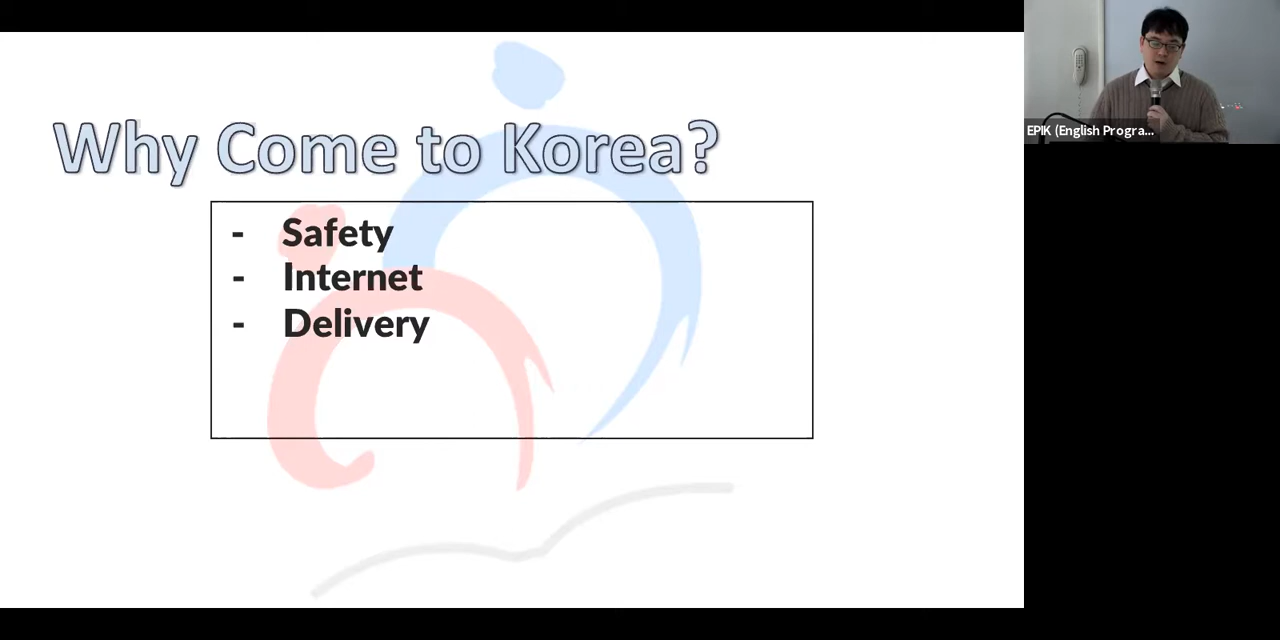 Why Come to Korea?
- Safety
- Internet
- Delivery
EPIK (English Progra...